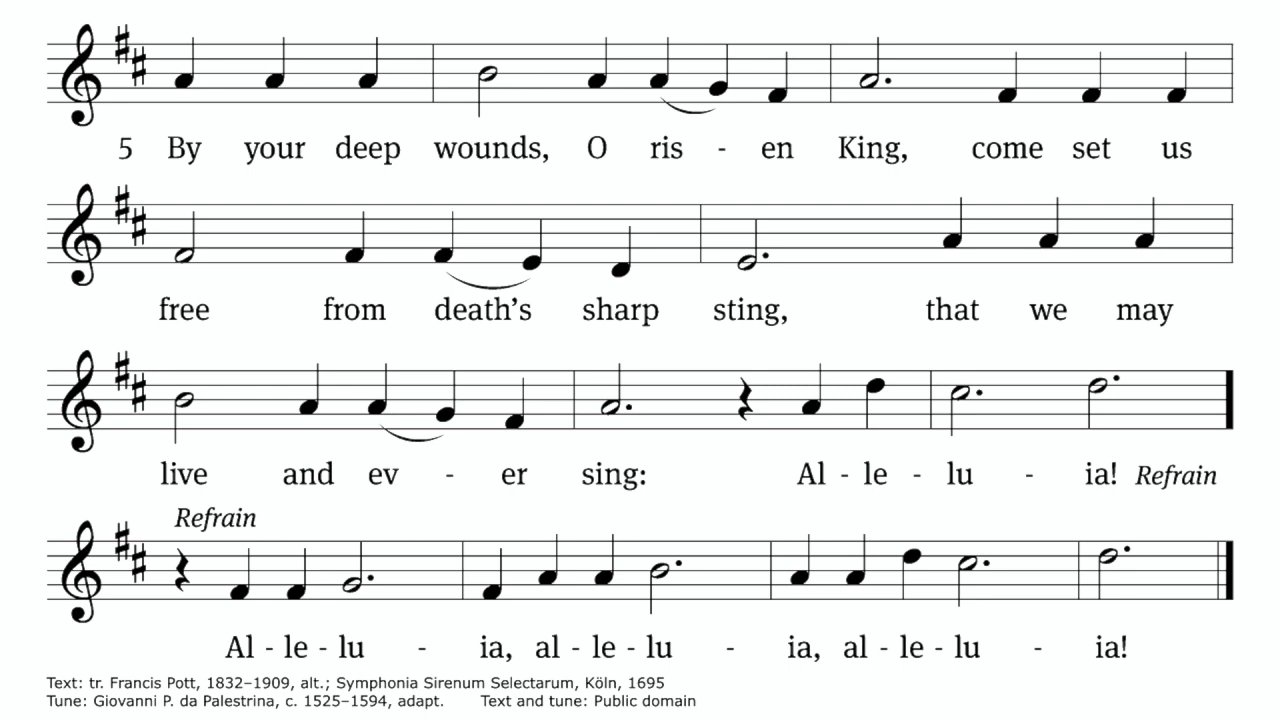 5 By your deep wounds, O ris - en King, come set us
free from death’s sharp sting, that we may
live and ev - er sing: Al - le - lu - ia! Refrain
Refrain
Al - le - lu - ia, al - le - lu - ia, al - le - lu - ia!
Text: tr. Francis Pott, 1832–1909, alt.; Symphonia Sirenum Selectarum, Köln, 1695
Tune: Giovanni P. da Palestrina, c. 1525–1594, adapt. Text and tune: Public domain